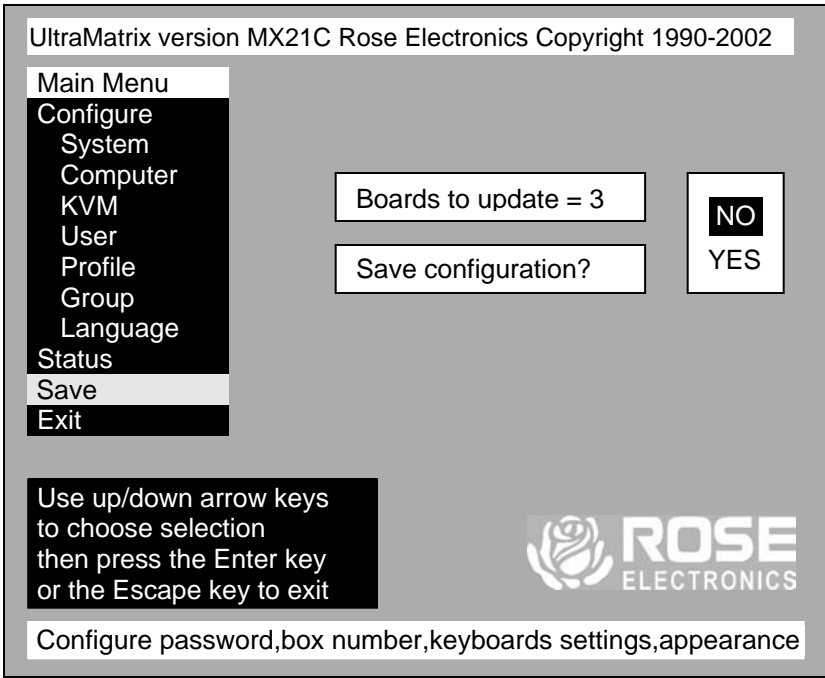 UltraMatrix version MX21C Rose Electronics Copyright 1990-2002
Main Menu
Configure
System
Computer
KVM
User
Profile
Group
Language
Status
Save
Exit
Boards to update = 3
Save configuration?
NO
YES
Use up/down arrow keys
to choose selection
then press the Enter key
or the Escape key to exit
ROSE
ELECTRONICS
Configure password,box number,keyboards settings,appearance